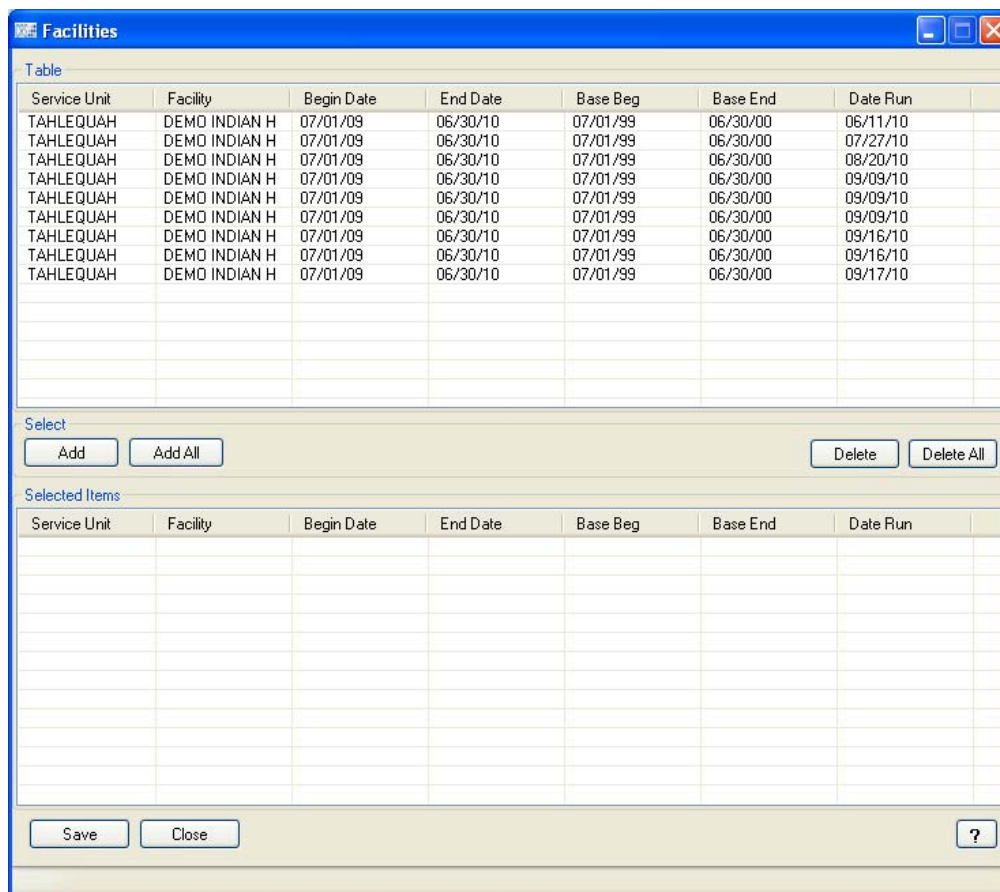 Facilities
Table
Service Unit Facility Begin Date End Date Base Beg Base End Date Run
TAHLEQUAH DEMO INDIAN H 07/01/09 06/30/10 07/01/99 06/30/00 06/11/10
TAHLEQUAH DEMO INDIAN H 07/01/09 06/30/10 07/01/99 06/30/00 07/27/10
TAHLEQUAH DEMO INDIAN H 07/01/09 06/30/10 07/01/99 06/30/00 08/20/10
TAHLEQUAH DEMO INDIAN H 07/01/09 06/30/10 07/01/99 06/30/00 09/09/10
TAHLEQUAH DEMO INDIAN H 07/01/09 06/30/10 07/01/99 06/30/00 09/09/10
TAHLEQUAH DEMO INDIAN H 07/01/09 06/30/10 07/01/99 06/30/00 09/09/10
TAHLEQUAH DEMO INDIAN H 07/01/09 06/30/10 07/01/99 06/30/00 09/16/10
TAHLEQUAH DEMO INDIAN H 07/01/09 06/30/10 07/01/99 06/30/00 09/16/10
TAHLEQUAH DEMO INDIAN H 07/01/09 06/30/10 07/01/99 06/30/00 09/17/10
Select
Add Add All Delete Delete All
Selected Items
Service Unit Facility Begin Date End Date Base Beg Base End Date Run
Save Close ?